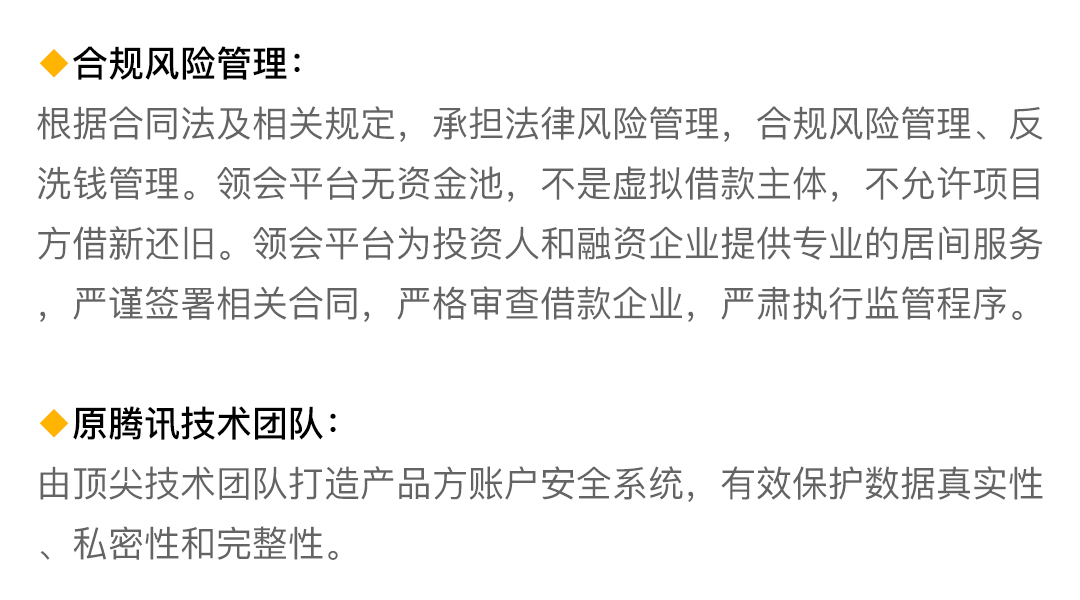 ◆合规风险管理：
根据合同法及相关规定，承担法律风险管理，合规风险管理、反
洗钱管理。领会平台无资金池，不是虚拟借款主体，不允许项目
方借新还旧。领会平台为投资人和融资企业提供专业的居间服务
，严谨签署相关合同，严格审查借款企业，严肃执行监管程序。
◆原腾讯技术团队：
由顶尖技术团队打造产品方账户安全系统，有效保护数据真实性
、私密性和完整性。